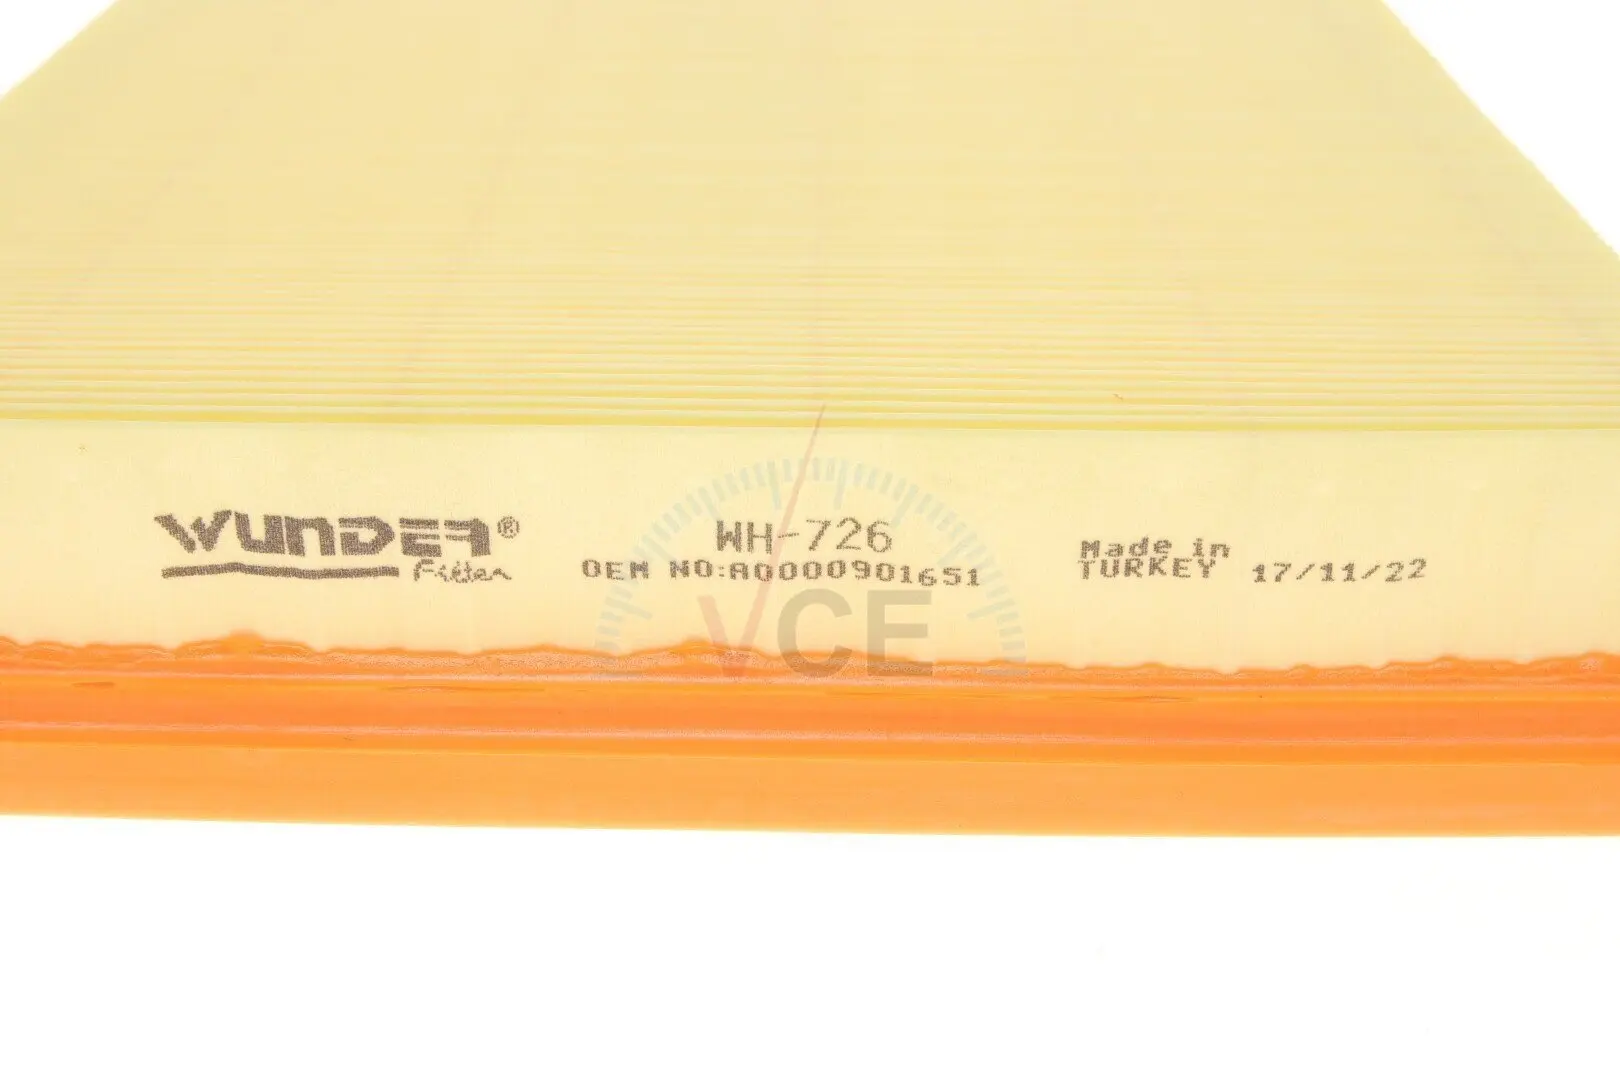 WUNDER®
Filter
WH-726
OEM NO:A0000901651
Made in
TURKEY 17/11/22
VCE